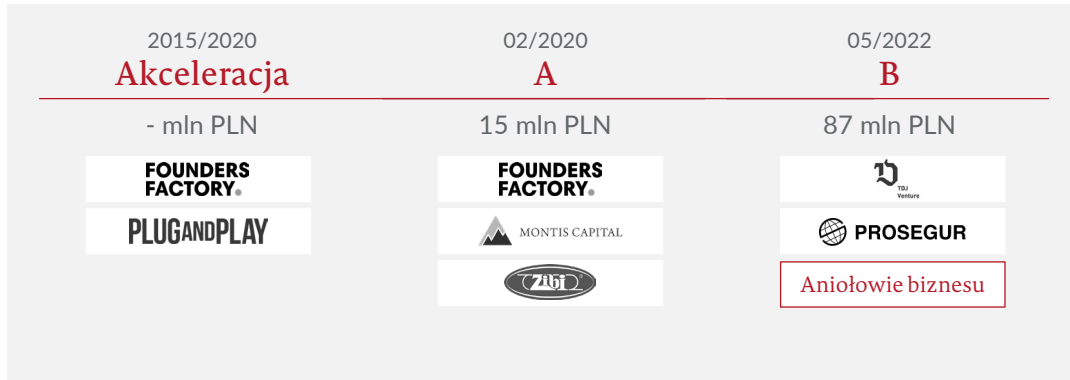 2015/2020
Akceleracja
- mln PLN
FOUNDERS
FACTORY.
PLUGANDPLAY
02/2020
A
15 mln PLN
FOUNDERS
FACTORY.
MONTIS CAPITAL
Zibi
05/2022
B
87 mln PLN
TDJ
Venture
PROSEGUR
Aniołowie biznesu